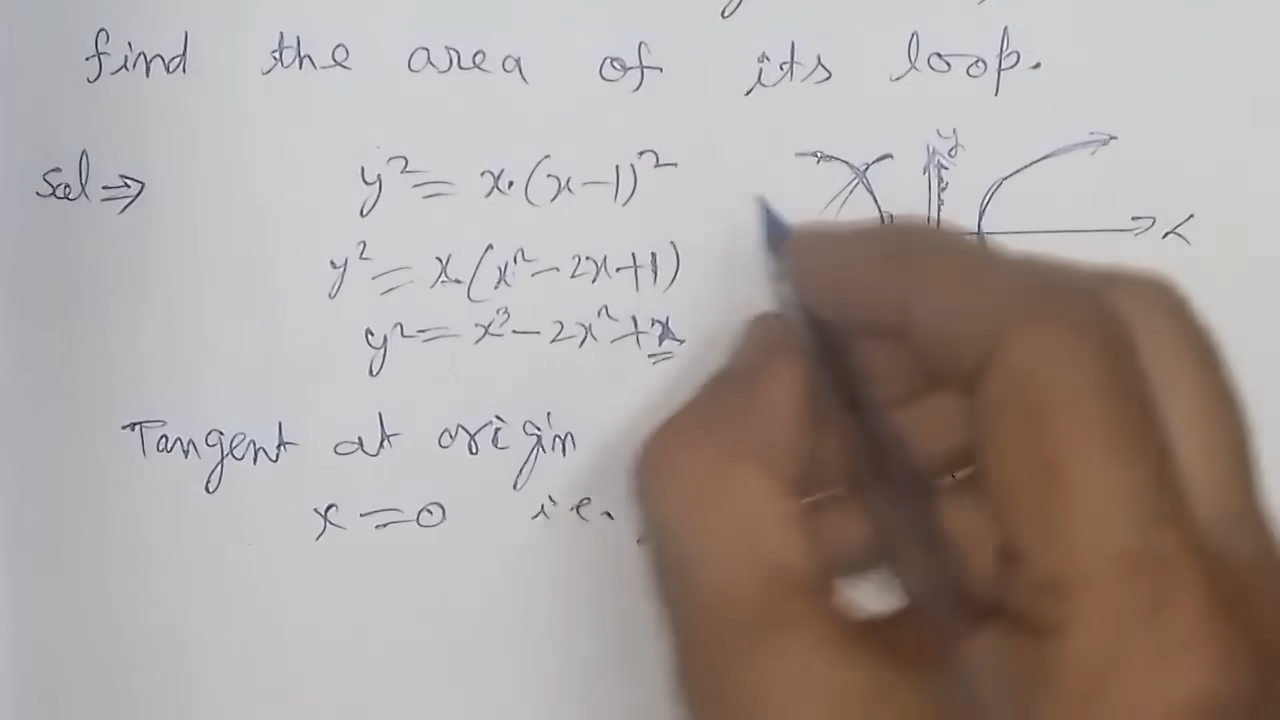 find the area of its loop.
Sol ⇒ y² = x·(x-1)²
y² = x(x²-2x+1)
y² = x³-2x²+x
Tangent at origin
x=0 i.e.
y